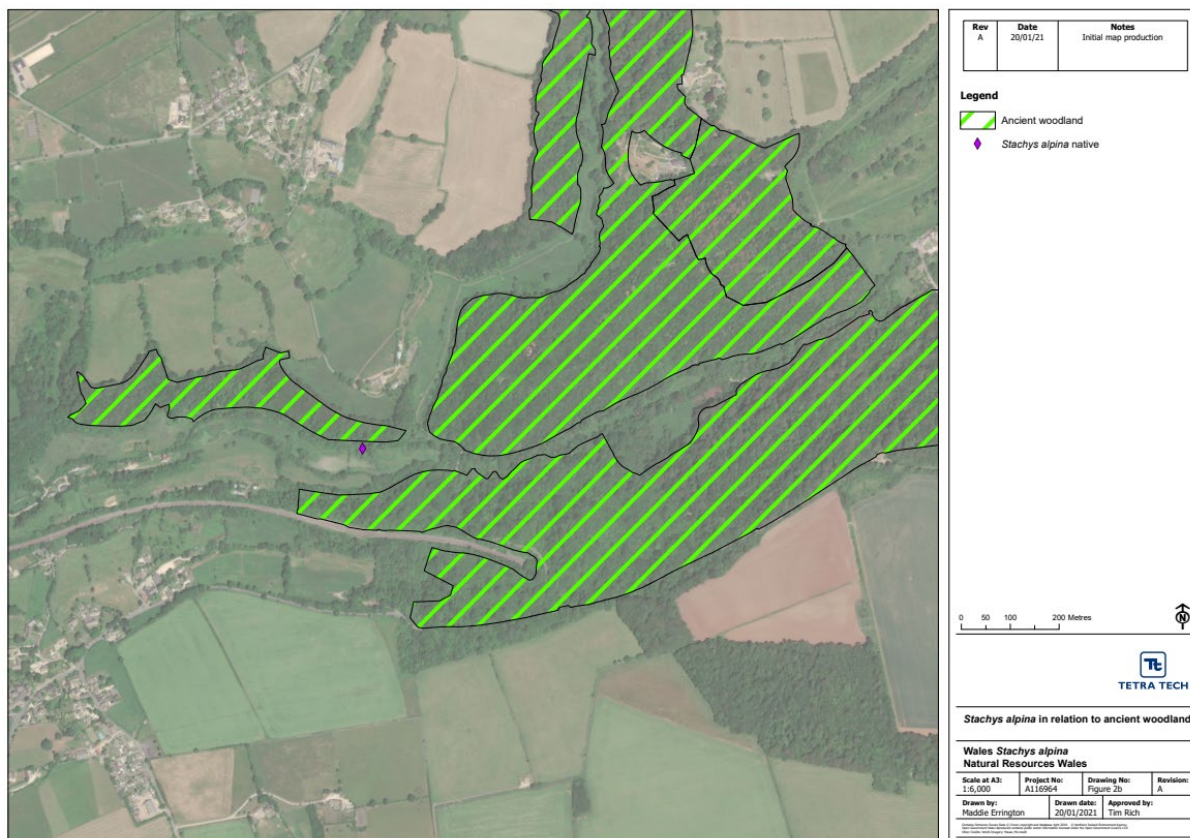 Rev Date Notes
A 20/01/21 Initial map production
Legend
Ancient woodland
Stachys alpina native
0 50 100 200 Metres
N
Tt
TETRA TECH
Stachys alpina in relation to ancient woodland
Wales Stachys alpina
Natural Resources Wales
Scale at A3: Project No: Drawing No: Revision:
1:6,000 A116964 Figure 2b A
Drawn by: Drawn date: Approved by:
Maddie Errington 20/01/2021 Tim Rich